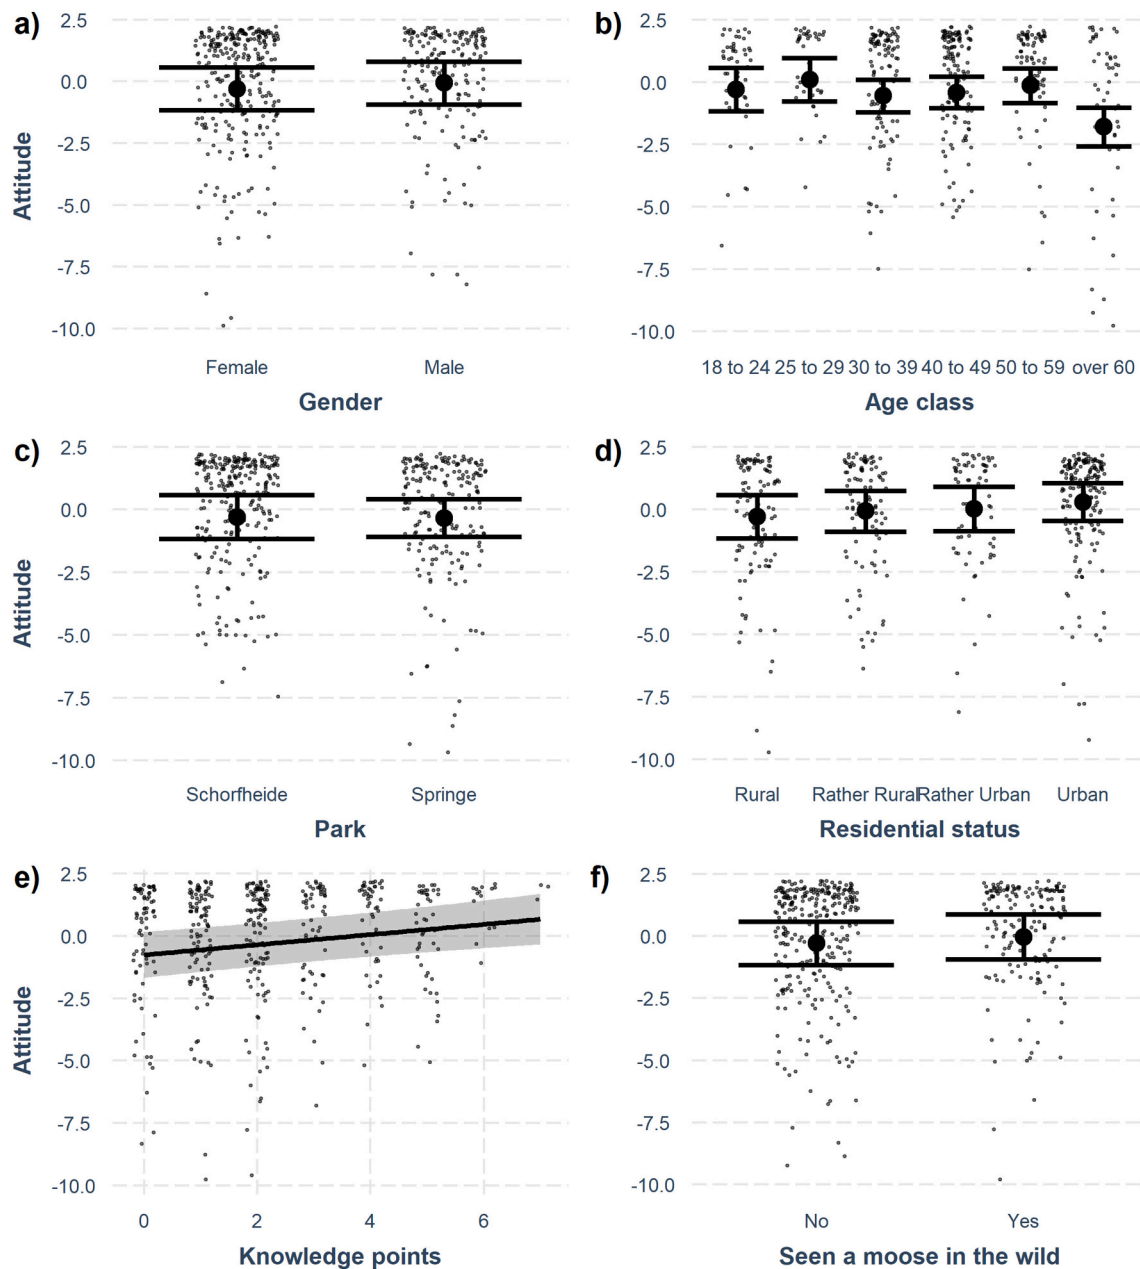 a)
2.5
0.0
-2.5
-5.0
-7.5
-10.0
Attitude
Female Male
Gender
b)
2.5
0.0
-2.5
-5.0
-7.5
-10.0
18 to 24 25 to 29 30 to 39 40 to 49 50 to 59 over 60
Age class
c)
2.5
0.0
-2.5
-5.0
-7.5
-10.0
Attitude
Schorfheide Springe
Park
d)
2.5
0.0
-2.5
-5.0
-7.5
-10.0
Rural Rather Rural Rather Urban Urban
Residential status
e)
2.5
0.0
-2.5
-5.0
-7.5
-10.0
Attitude
0 2 4 6
Knowledge points
f)
2.5
0.0
-2.5
-5.0
-7.5
-10.0
No Yes
Seen a moose in the wild